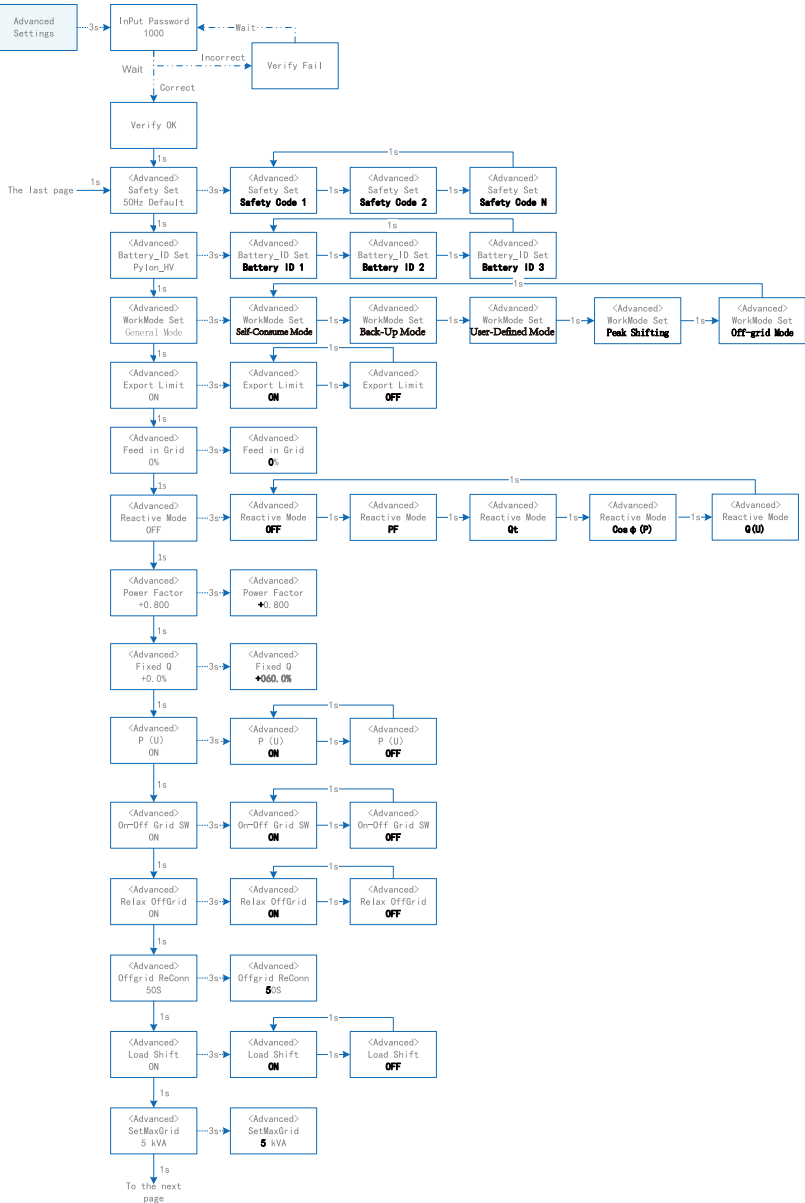 Advanced
Settings
3s
InPut Password
1000
Wait
Incorrect
Verify Fail
Wait
Correct
Verify OK
1s
1s
The last page
1s
<Advanced>
Safety Set
50Hz Default
3s
<Advanced>
Safety Set
Safety Code 1
1s
<Advanced>
Safety Set
Safety Code 2
1s
<Advanced>
Safety Set
Safety Code N
1s
1s
<Advanced>
Battery_ID Set
Pylon_HV
3s
<Advanced>
Battery_ID Set
Battery ID 1
1s
<Advanced>
Battery_ID Set
Battery ID 2
1s
<Advanced>
Battery_ID Set
Battery ID 3
1s
1s
<Advanced>
WorkMode Set
General Mode
3s
<Advanced>
WorkMode Set
Self-Consume Mode
1s
<Advanced>
WorkMode Set
Back-Up Mode
1s
<Advanced>
WorkMode Set
User-Defined Mode
1s
<Advanced>
WorkMode Set
Peak Shifting
1s
<Advanced>
WorkMode Set
Off-grid Mode
1s
1s
<Advanced>
Export Limit
ON
3s
<Advanced>
Export Limit
ON
1s
<Advanced>
Export Limit
OFF
1s
<Advanced>
Feed in Grid
0%
3s
<Advanced>
Feed in Grid
0%
1s
1s
<Advanced>
Reactive Mode
OFF
3s
<Advanced>
Reactive Mode
OFF
1s
<Advanced>
Reactive Mode
PF
1s
<Advanced>
Reactive Mode
Qt
1s
<Advanced>
Reactive Mode
Cos ϕ (P)
1s
<Advanced>
Reactive Mode
Q(U)
1s
<Advanced>
Power Factor
+0.800
3s
<Advanced>
Power Factor
+0.800
1s
<Advanced>
Fixed Q
+0.0%
3s
<Advanced>
Fixed Q
+060.0%
1s
1s
<Advanced>
P (U)
ON
3s
<Advanced>
P (U)
ON
1s
<Advanced>
P (U)
OFF
1s
1s
<Advanced>
On-Off Grid SW
ON
3s
<Advanced>
On-Off Grid SW
ON
1s
<Advanced>
On-Off Grid SW
OFF
1s
1s
<Advanced>
Relax OffGrid
ON
3s
<Advanced>
Relax OffGrid
ON
1s
<Advanced>
Relax OffGrid
OFF
1s
<Advanced>
Offgrid ReConn
50S
3s
<Advanced>
Offgrid ReConn
50S
1s
1s
<Advanced>
Load Shift
ON
3s
<Advanced>
Load Shift
ON
1s
<Advanced>
Load Shift
OFF
1s
<Advanced>
SetMaxGrid
5 kVA
3s
<Advanced>
SetMaxGrid
5 kVA
1s
To the next
page